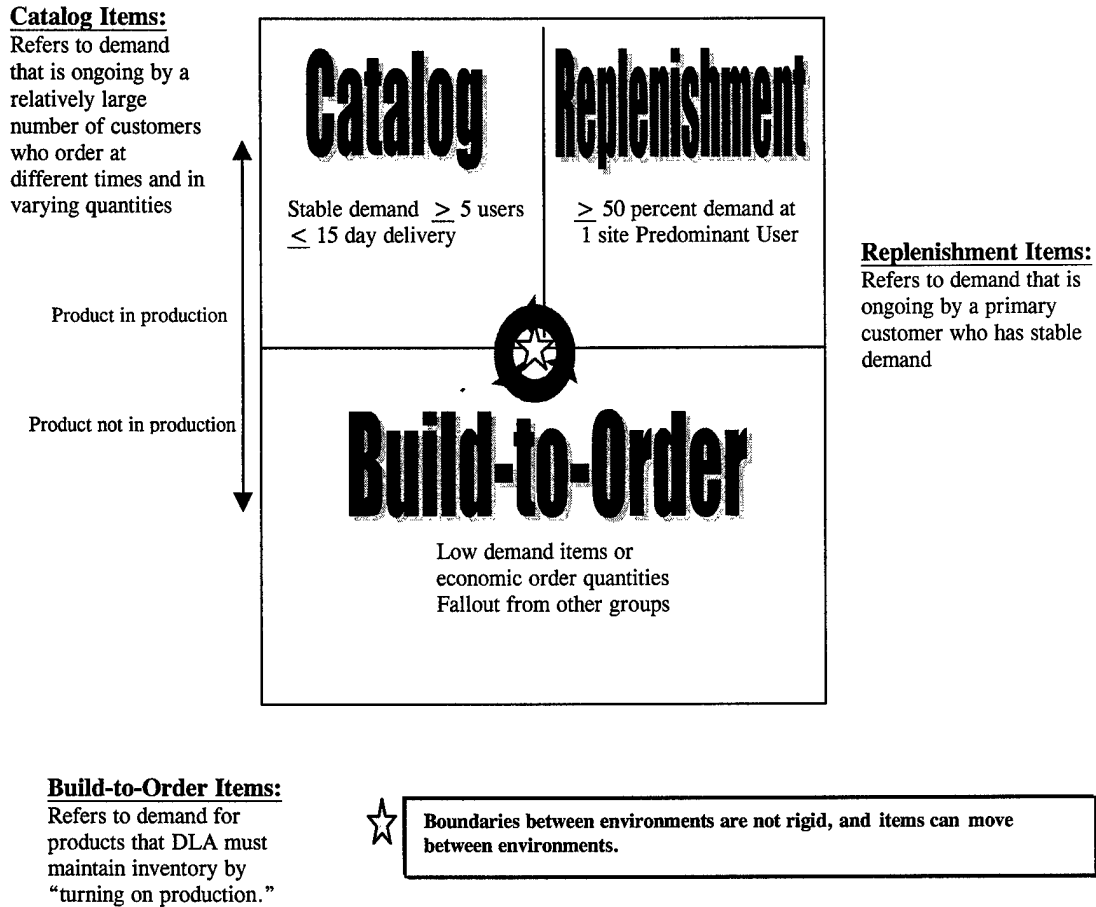 Catalog Items:
Refers to demand
that is ongoing by a
relatively large
number of customers
who order at
different times and in
varying quantities
Catalog
Stable demand ≥ 5 users
≤ 15 day delivery
Replenishment
≥ 50 percent demand at
1 site Predominant User
Replenishment Items:
Refers to demand that is
ongoing by a primary
customer who has stable
demand
Product in production
Product not in production
Build-to-Order
Low demand items or
economic order quantities
Fallout from other groups
Build-to-Order Items:
Refers to demand for
products that DLA must
maintain inventory by
“turning on production.”
Boundaries between environments are not rigid, and items can move
between environments.